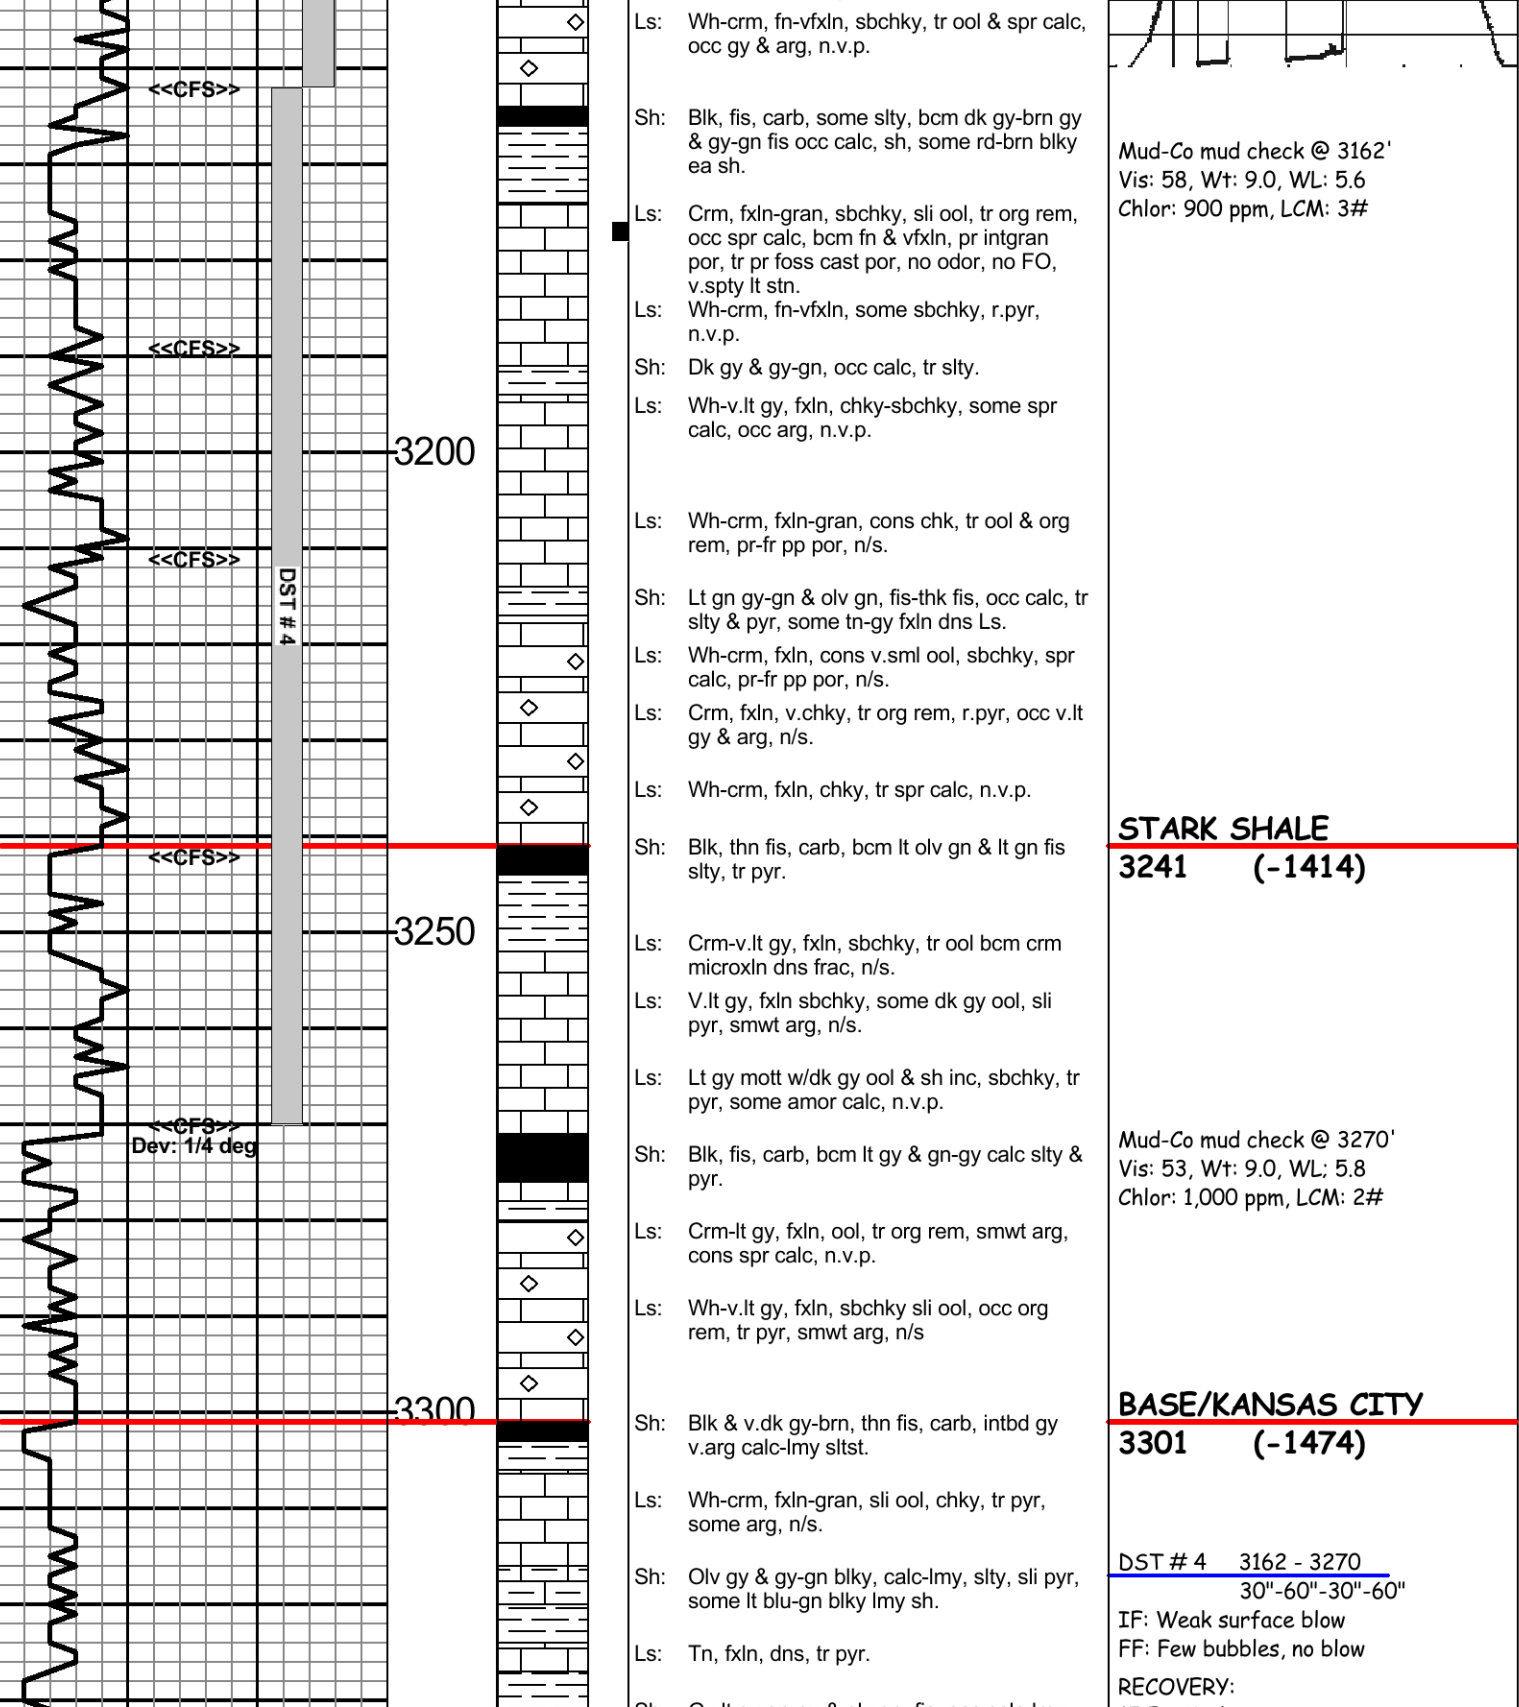 <<CFS>>
<<CFS>>
<<CFS>>
<<CFS>>
<<CFS>>
Dev: 1/4 deg
DST # 4
3200
3250
3300
Ls: Wh-crm, fn-vfxln, sbchky, tr ool & spr calc,
occ gy & arg, n.v.p.
Sh: Blk, fis, carb, some slty, bcm dk gy-brn gy
& gy-gn fis occ calc, sh, some rd-brn blky
ea sh.
Ls: Crm, fxln-gran, sbchky, sli ool, tr org rem,
occ spr calc, bcm fn & vfxln, pr intgran
por, tr pr foss cast por, no odor, no FO,
v.spty lt stn.
Ls: Wh-crm, fn-vfxln, some sbchky, r.pyr,
n.v.p.
Sh: Dk gy & gy-gn, occ calc, tr slty.
Ls: Wh-v.lt gy, fxln, chky-sbchky, some spr
calc, occ arg, n.v.p.
Ls: Wh-crm, fxln-gran, cons chk, tr ool & org
rem, pr-fr pp por, n/s.
Sh: Lt gn gy-gn & olv gn, fis-thk fis, occ calc, tr
slty & pyr, some tn-gy fxln dns Ls.
Ls: Wh-crm, fxln, cons v.sml ool, sbchky, spr
calc, pr-fr pp por, n/s.
Ls: Crm, fxln, v.chky, tr org rem, r.pyr, occ v.lt
gy & arg, n/s.
Ls: Wh-crm, fxln, chky, tr spr calc, n.v.p.
Sh: Blk, thn fis, carb, bcm lt olv gn & lt gn fis
slty, tr pyr.
Ls: Crm-v.lt gy, fxln, sbchky, tr ool bcm crm
microxln dns frac, n/s.
Ls: V.lt gy, fxln sbchky, some dk gy ool, sli
pyr, smwt arg, n/s.
Ls: Lt gy mott w/dk gy ool & sh inc, sbchky, tr
pyr, some amor calc, n.v.p.
Sh: Blk, fis, carb, bcm lt gy & gn-gy calc slty &
pyr.
Ls: Crm-lt gy, fxln, ool, tr org rem, smwt arg,
cons spr calc, n.v.p.
Ls: Wh-v.lt gy, fxln, sbchky sli ool, occ org
rem, tr pyr, smwt arg, n/s
Sh: Blk & v.dk gy-brn, thn fis, carb, intbd gy
v.arg calc-lmy sltst.
Ls: Wh-crm, fxln-gran, sli ool, chky, tr pyr,
some arg, n/s.
Sh: Olv gy & gy-gn blky, calc-lmy, slty, sli pyr,
some lt blu-gn blky lmy sh.
Ls: Tn, fxln, dns, tr pyr.
Mud-Co mud check @ 3162'
Vis: 58, Wt: 9.0, WL: 5.6
Chlor: 900 ppm, LCM: 3#
STARK SHALE
3241 (-1414)
Mud-Co mud check @ 3270'
Vis: 53, Wt: 9.0, WL; 5.8
Chlor: 1,000 ppm, LCM: 2#
BASE/KANSAS CITY
3301 (-1474)
DST # 4 3162 - 3270
30"-60"-30"-60"
IF: Weak surface blow
FF: Few bubbles, no blow
RECOVERY: